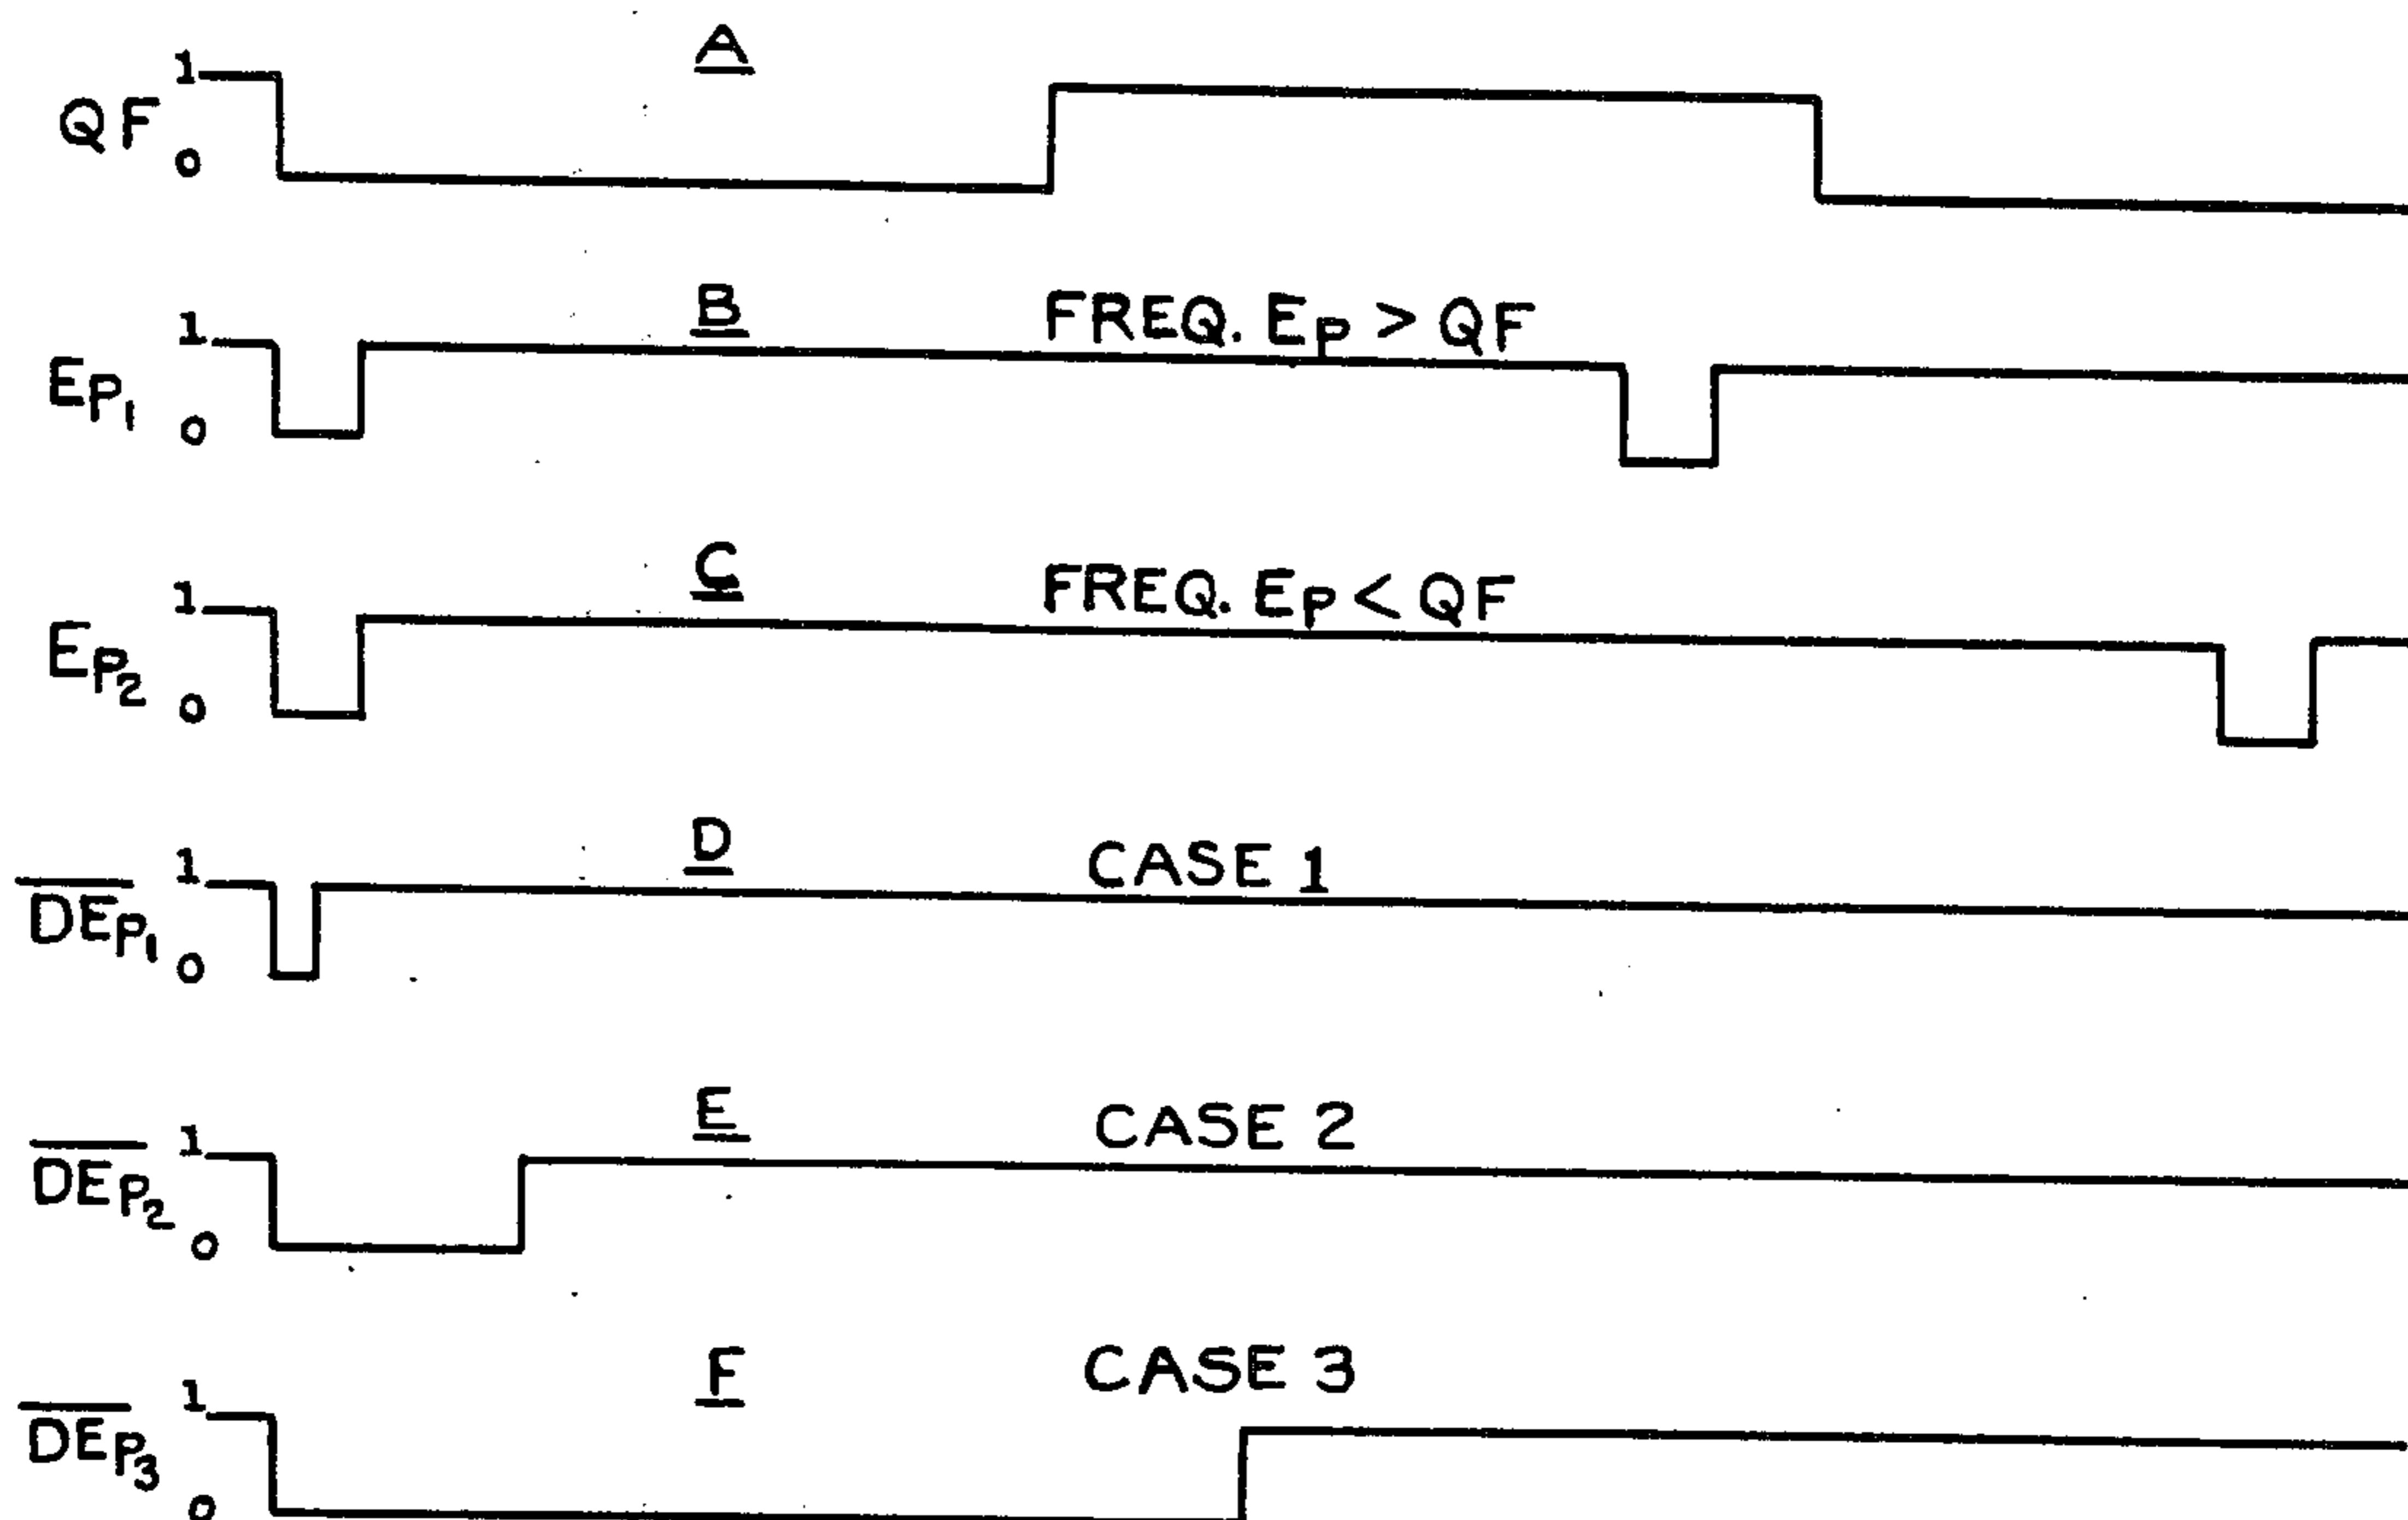 A
1
QF
0
B
FREQ. EP > QF
1
EP1
0
C
FREQ. EP < QF
1
EP2
0
D
CASE 1
1
DEP1
0
E
CASE 2
1
DEP2
0
F
CASE 3
1
DEP3
0